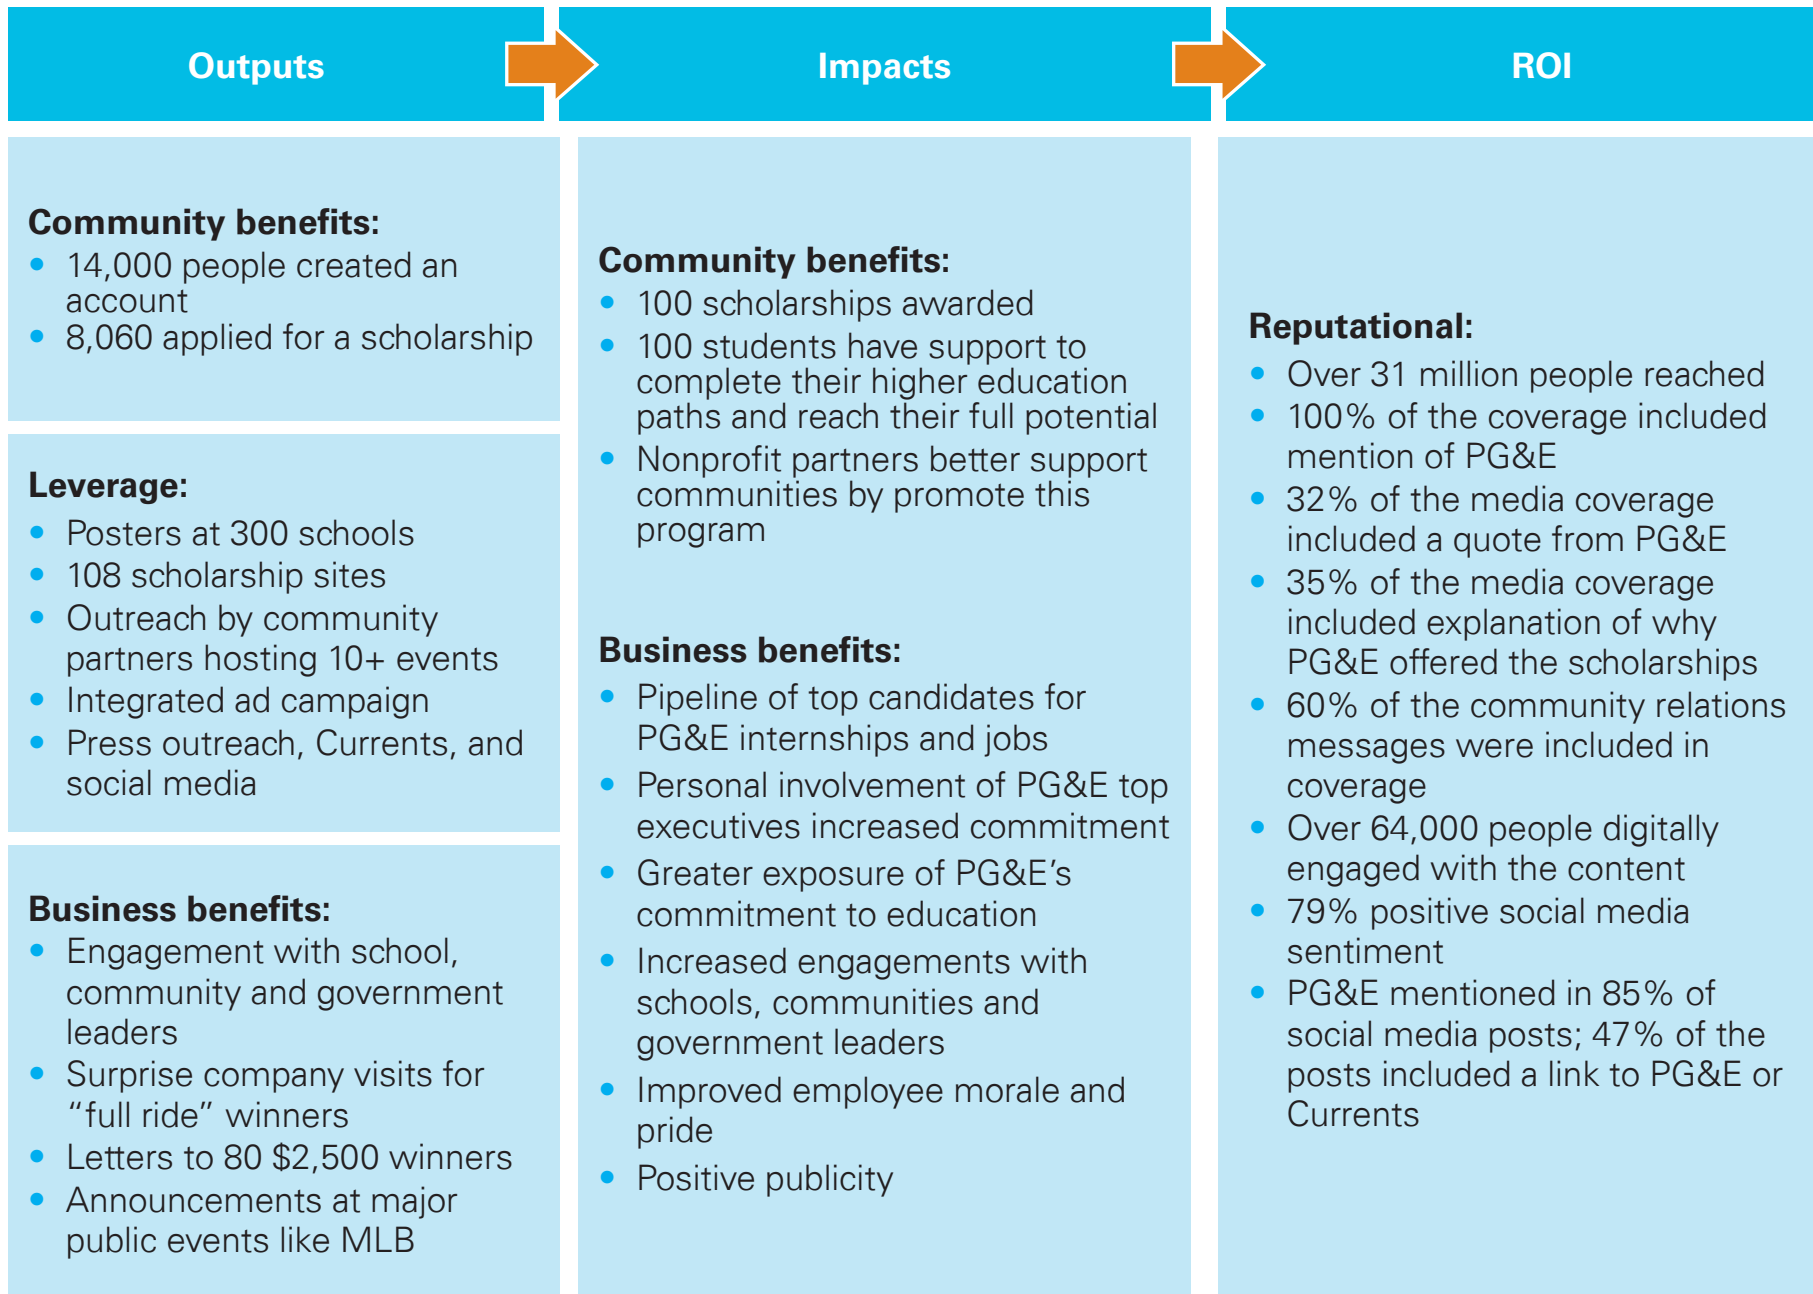 Outputs
Impacts
ROI
Community benefits:
• 14,000 people created an
account
• 8,060 applied for a scholarship
Leverage:
• Posters at 300 schools
• 108 scholarship sites
• Outreach by community
partners hosting 10+ events
• Integrated ad campaign
• Press outreach, Currents, and
social media
Business benefits:
• Engagement with school,
community and government
leaders
• Surprise company visits for
“full ride” winners
• Letters to 80 $2,500 winners
• Announcements at major
public events like MLB
Community benefits:
• 100 scholarships awarded
• 100 students have support to
complete their higher education
paths and reach their full potential
• Nonprofit partners better support
communities by promote this
program
Business benefits:
• Pipeline of top candidates for
PG&E internships and jobs
• Personal involvement of PG&E top
executives increased commitment
• Greater exposure of PG&E’s
commitment to education
• Increased engagements with
schools, communities and
government leaders
• Improved employee morale and
pride
• Positive publicity
Reputational:
• Over 31 million people reached
• 100% of the coverage included
mention of PG&E
• 32% of the media coverage
included a quote from PG&E
• 35% of the media coverage
included explanation of why
PG&E offered the scholarships
• 60% of the community relations
messages were included in
coverage
• Over 64,000 people digitally
engaged with the content
• 79% positive social media
sentiment
• PG&E mentioned in 85% of
social media posts; 47% of the
posts included a link to PG&E or
Currents